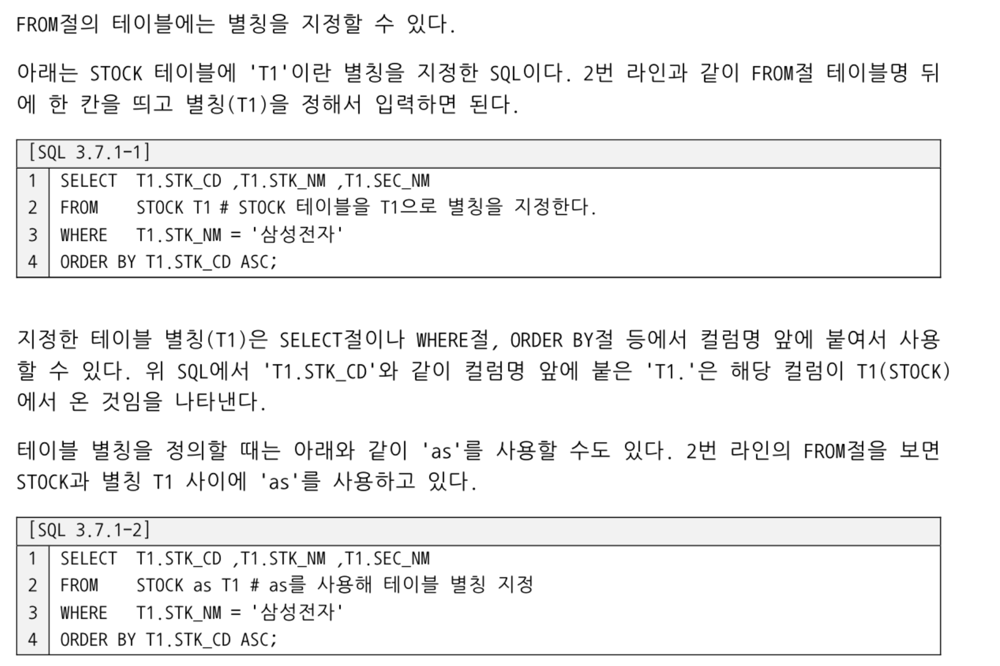 FROM절의 테이블에는 별칭을 지정할 수 있다.
아래는 STOCK 테이블에 'T1'이란 별칭을 지정한 SQL이다. 2번 라인과 같이 FROM절 테이블명 뒤
에 한 칸을 띄고 별칭(T1)을 정해서 입력하면 된다.
[SQL 3.7.1-1]
1 SELECT  T1.STK_CD ,T1.STK_NM ,T1.SEC_NM
2 FROM    STOCK T1 # STOCK 테이블을 T1으로 별칭을 지정한다.
3 WHERE   T1.STK_NM = '삼성전자'
4 ORDER BY T1.STK_CD ASC;
지정한 테이블 별칭(T1)은 SELECT절이나 WHERE절, ORDER BY절 등에서 컬럼명 앞에 붙여서 사용
할 수 있다. 위 SQL에서 'T1.STK_CD'와 같이 컬럼명 앞에 붙은 'T1.'은 해당 컬럼이 T1(STOCK)
에서 온 것임을 나타낸다.
테이블 별칭을 정의할 때는 아래와 같이 'as'를 사용할 수도 있다. 2번 라인의 FROM절을 보면
STOCK과 별칭 T1 사이에 'as'를 사용하고 있다.
[SQL 3.7.1-2]
1 SELECT  T1.STK_CD ,T1.STK_NM ,T1.SEC_NM
2 FROM    STOCK as T1 # as를 사용해 테이블 별칭 지정
3 WHERE   T1.STK_NM = '삼성전자'
4 ORDER BY T1.STK_CD ASC;